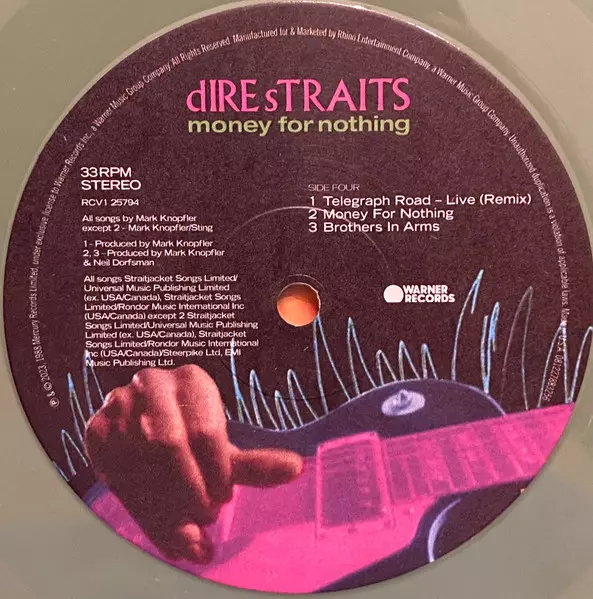 dIRE sTRAITS
money for nothing
33RPM
STEREO
RCV1 25794
All songs by Mark Knopfler
except 2 - Mark Knopfler/Sting
1 - Produced by Mark Knopfler
2, 3 - Produced by Mark Knopfler
& Neil Dorfsman
All songs Straitjacket Songs Limited/
Universal Music Publishing Limited
(ex. USA/Canada), Straitjacket Songs
Limited/Rondor Music International Inc
(USA/Canada) except 2 Straitjacket
Songs Limited/Universal Music Publishing
Limited (ex. USA/Canada), Straitjacket
Songs Limited/Rondor Music International
Inc (USA/Canada)/Steerpike Ltd, EMI
Music Publishing Ltd.
SIDE FOUR
1 Telegraph Road – Live (Remix)
2 Money For Nothing
3 Brothers In Arms
WARNER
RECORDS
℗ & © 2022, 1988 Mercury Records Limited, under exclusive license to Warner Records Inc., a Warner Music Group Company. All Rights Reserved. Manufactured for & Marketed by Rhino Entertainment Company, a Warner Music Group Company. Unauthorized duplication is a violation of applicable laws.